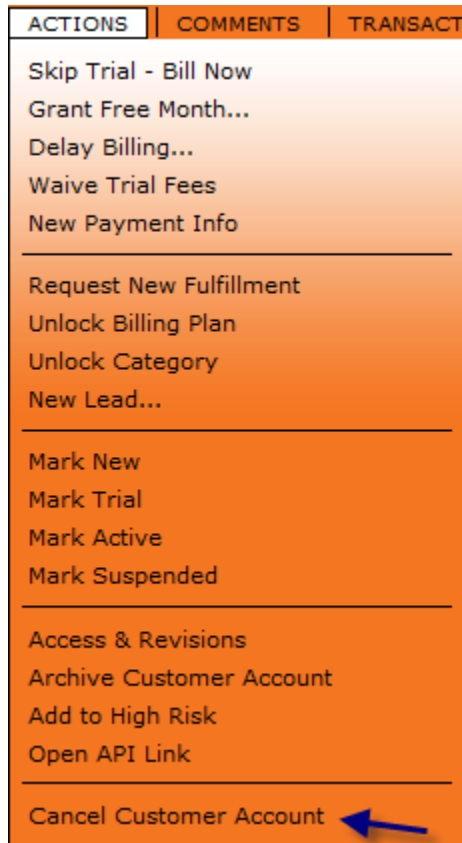 ACTIONS COMMENTS TRANSACT
Skip Trial - Bill Now
Grant Free Month...
Delay Billing...
Waive Trial Fees
New Payment Info
Request New Fulfillment
Unlock Billing Plan
Unlock Category
New Lead...
Mark New
Mark Trial
Mark Active
Mark Suspended
Access & Revisions
Archive Customer Account
Add to High Risk
Open API Link
Cancel Customer Account